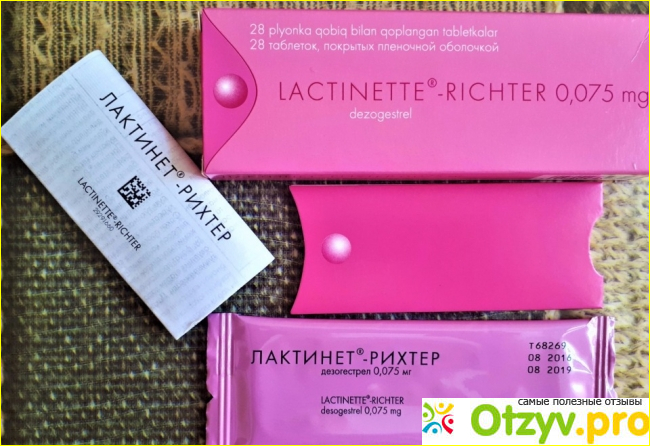 28 plyonka qobiq bilan qoplangan tabletkalar
28 таблеток, покрытых пленочной оболочкой
LACTINETTE®-RICHTER 0,075 mg
dezogestrel
ЛАКТИНЕТ®-РИХТЕР
LACTINETTE®-RICHTER
ЛАКТИНЕТ®-РИХТЕР
дезогестрел 0,075 мг
LACTINETTE®-RICHTER
desogestrel 0,075 mg
T68269
08 2016
08 2019
самые полезные отзывы
Otzyv.pro